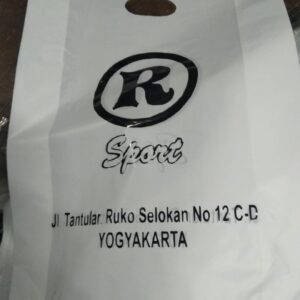 R
Sport
Jl. Tantular, Ruko Selokan No.12 C-D
YOGYAKARTA